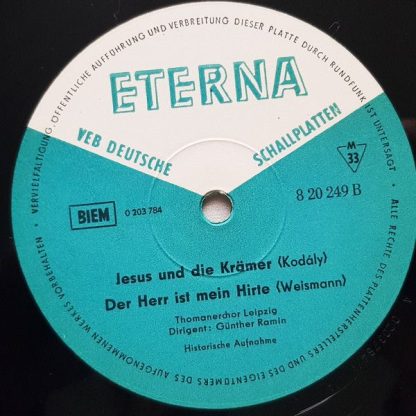 VERVIELFÄLTIGUNG, ÖFFENTLICHE AUFFÜHRUNG UND VERBREITUNG DIESER PLATTE DURCH RUNDFUNK IST UNTERSAGT · ALLE RECHTE DES PLATTENHERSTELLERS UND DES EIGENTÜMERS DES AUFGENOMMENEN WERKES VORBEHALTEN ·
ETERNA
VEB DEUTSCHE SCHALLPLATTEN
M
33
BIEM
0 203 784
8 20 249 B
Jesus und die Krämer (Kodály)
Der Herr ist mein Hirte (Weismann)
Thomanerchor Leipzig
Dirigent: Günther Ramin
Historische Aufnahme